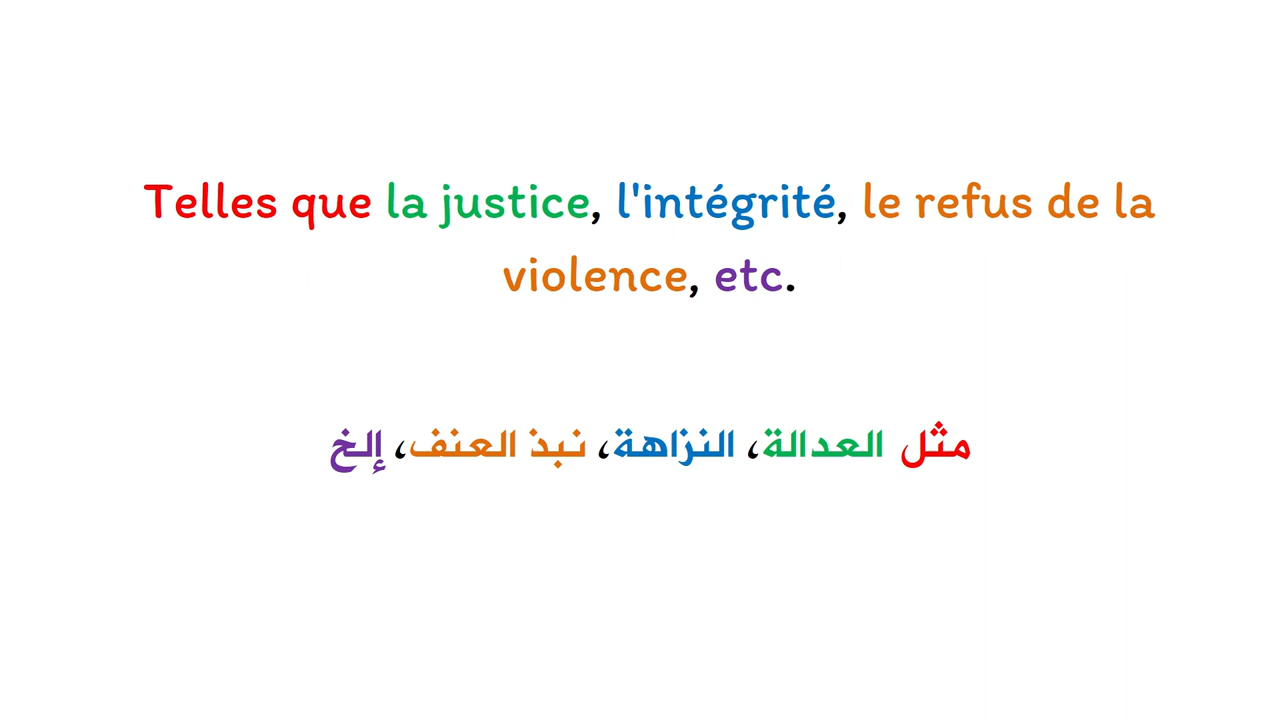 Telles que la justice, l'intégrité, le refus de la
violence, etc.
مثل العدالة، النزاهة، نبذ العنف، إلخ